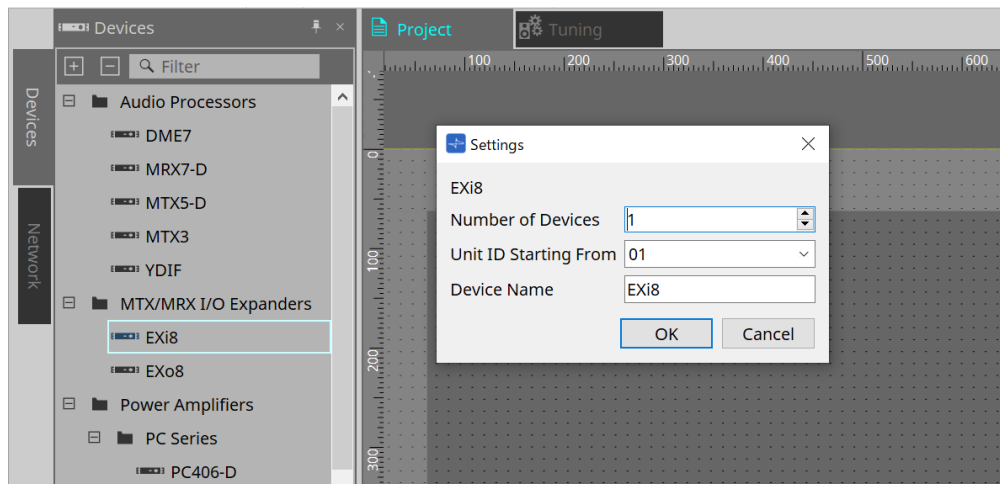 Devices
Project
Tuning
Filter
100 200 300 400 500 600
Devices
Network
Audio Processors
DME7
MRX7-D
MTX5-D
MTX3
YDIF
MTX/MRX I/O Expanders
EXi8
EXo8
Power Amplifiers
PC Series
PC406-D
0
100
200
300
Settings
EXi8
Number of Devices 1
Unit ID Starting From 01
Device Name EXi8
OK Cancel